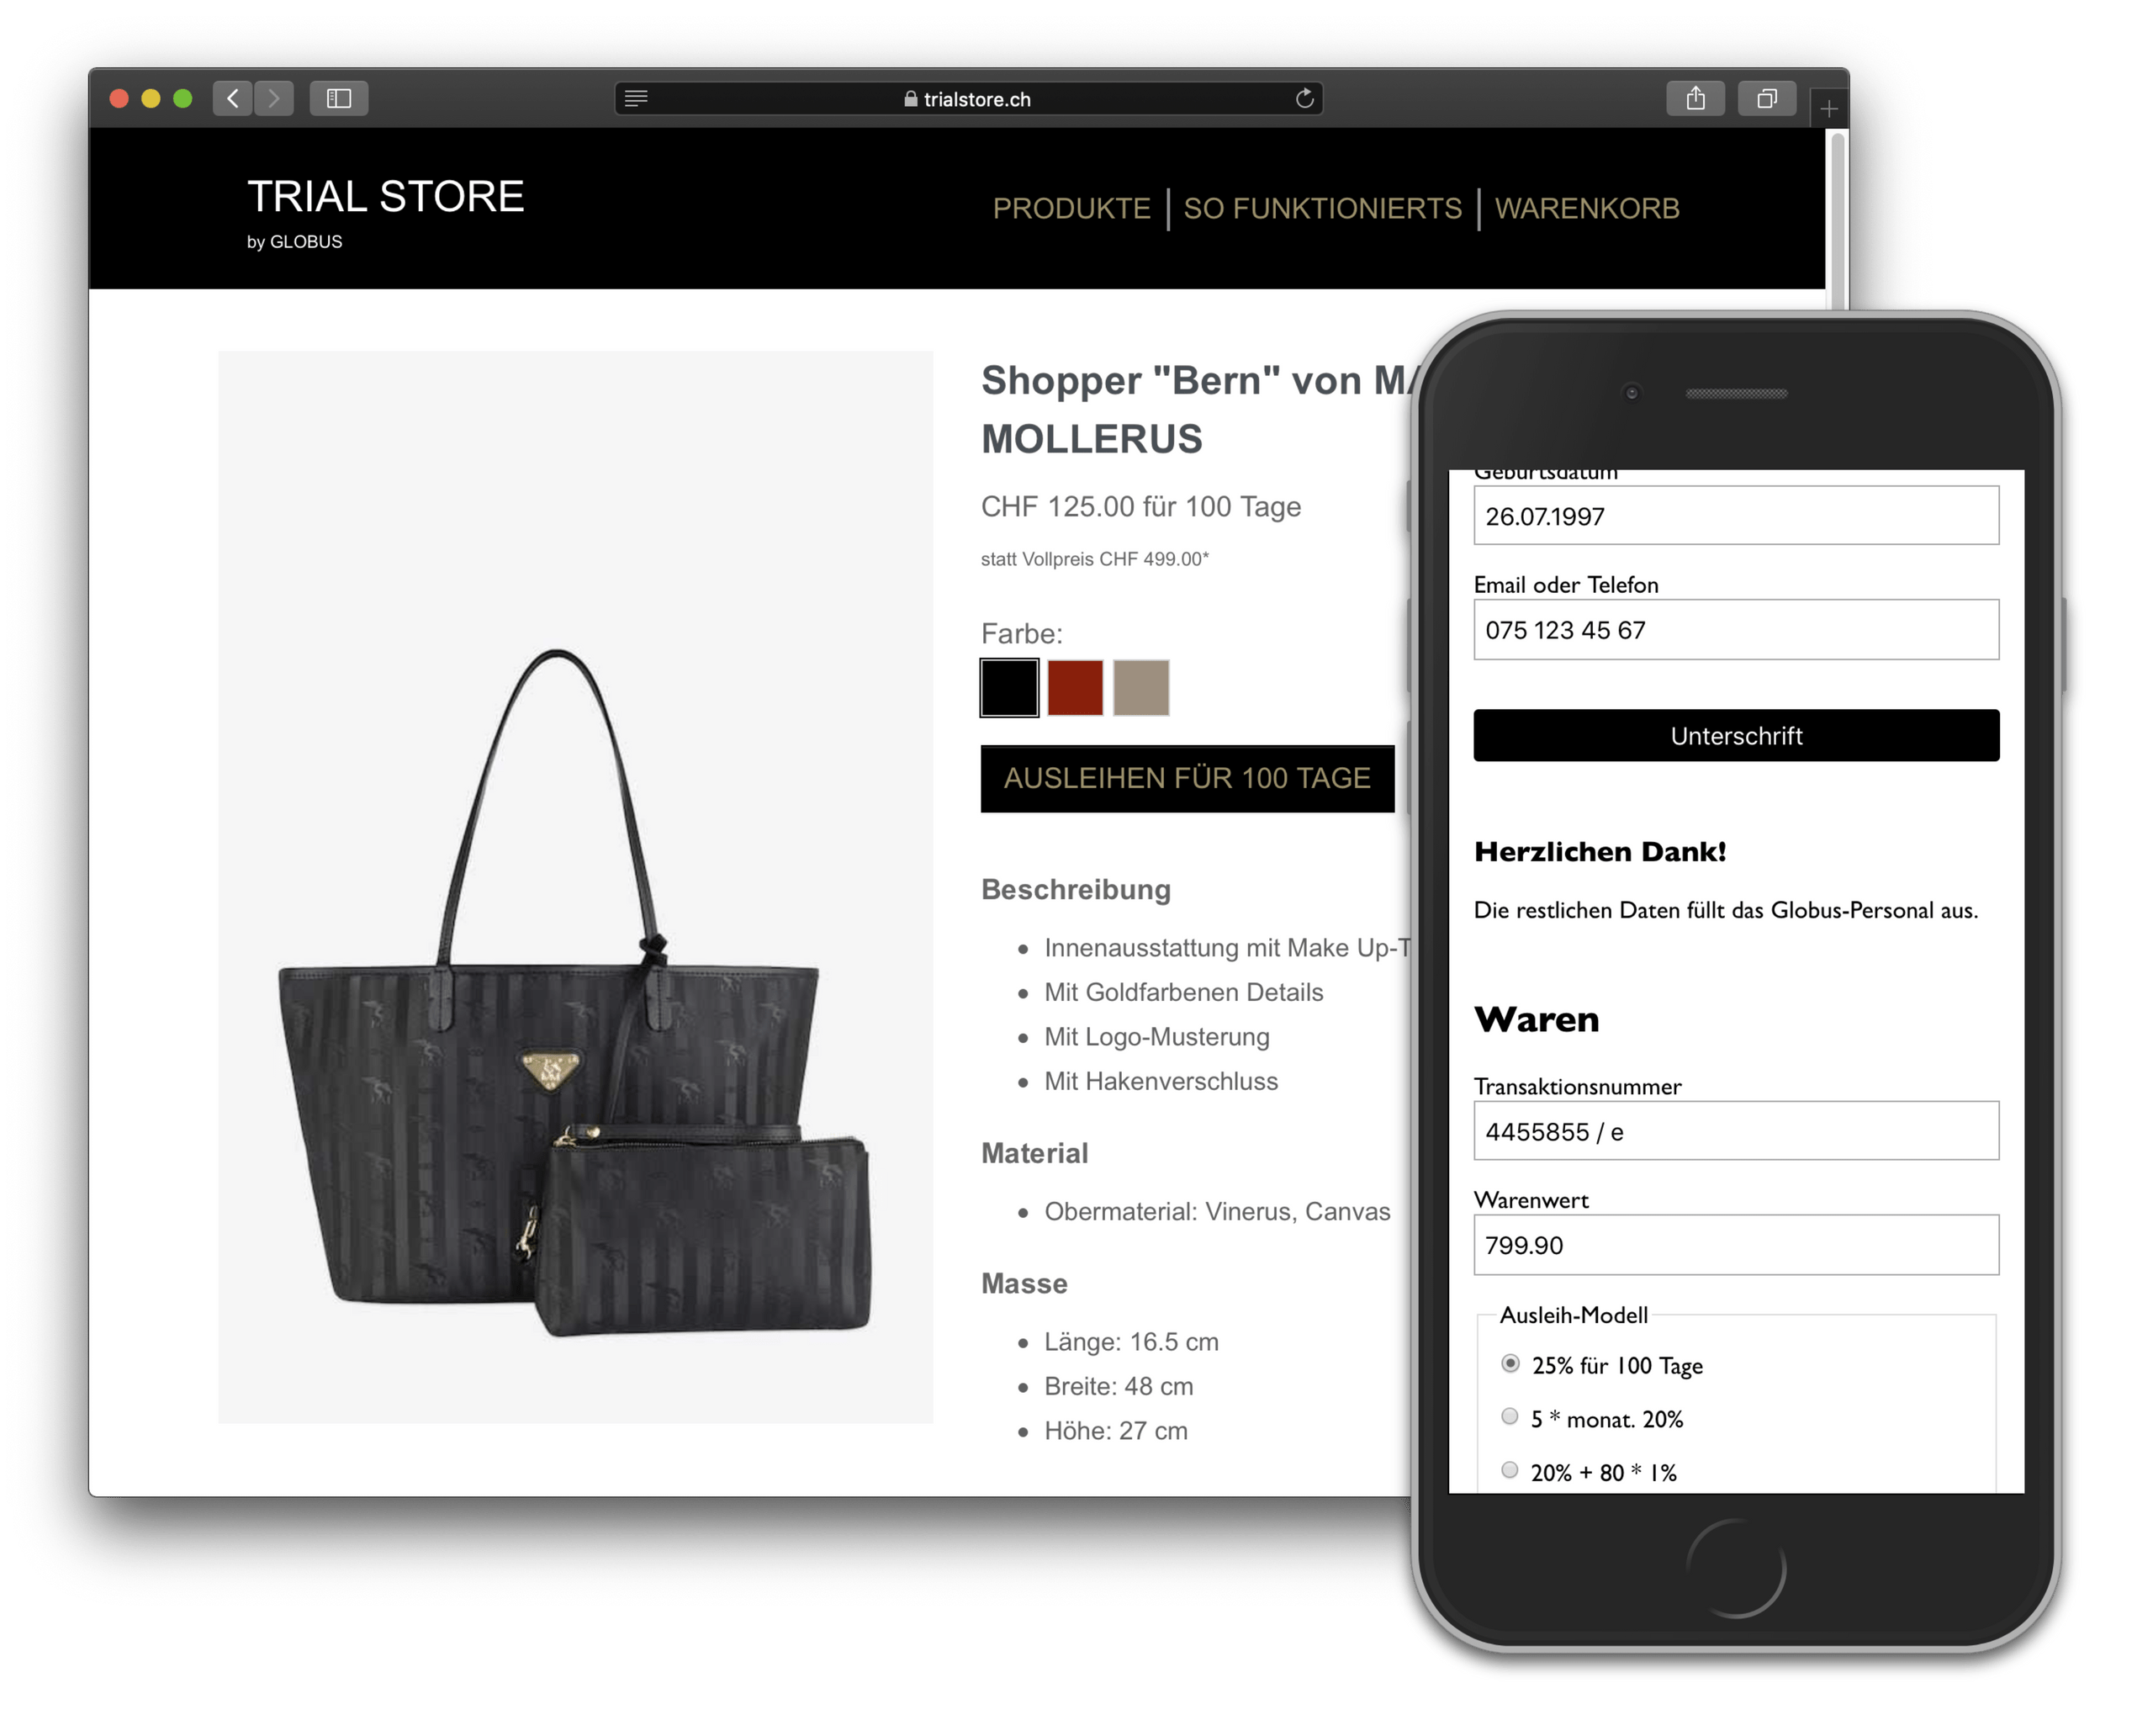 trialstore.ch
TRIAL STORE
by GLOBUS
PRODUKTE | SO FUNKTIONIERTS | WARENKORB
Shopper "Bern" von
MOLLERUS
CHF 125.00 für 100 Tage
statt Vollpreis CHF 499.00*
Farbe:
AUSLEIHEN FÜR 100 TAGE
Beschreibung
• Innenausstattung mit Make Up-T
• Mit Goldfarbenen Details
• Mit Logo-Musterung
• Mit Hakenverschluss
Material
• Obermaterial: Vinerus, Canvas
Masse
• Länge: 16.5 cm
• Breite: 48 cm
• Höhe: 27 cm
Geburtsdatum
26.07.1997
Email oder Telefon
075 123 45 67
Unterschrift
Herzlichen Dank!
Die restlichen Daten füllt das Globus-Personal aus.
Waren
Transaktionsnummer
4455855 / e
Warenwert
799.90
Ausleih-Modell
25% für 100 Tage
5 * monat. 20%
20% + 80 * 1%